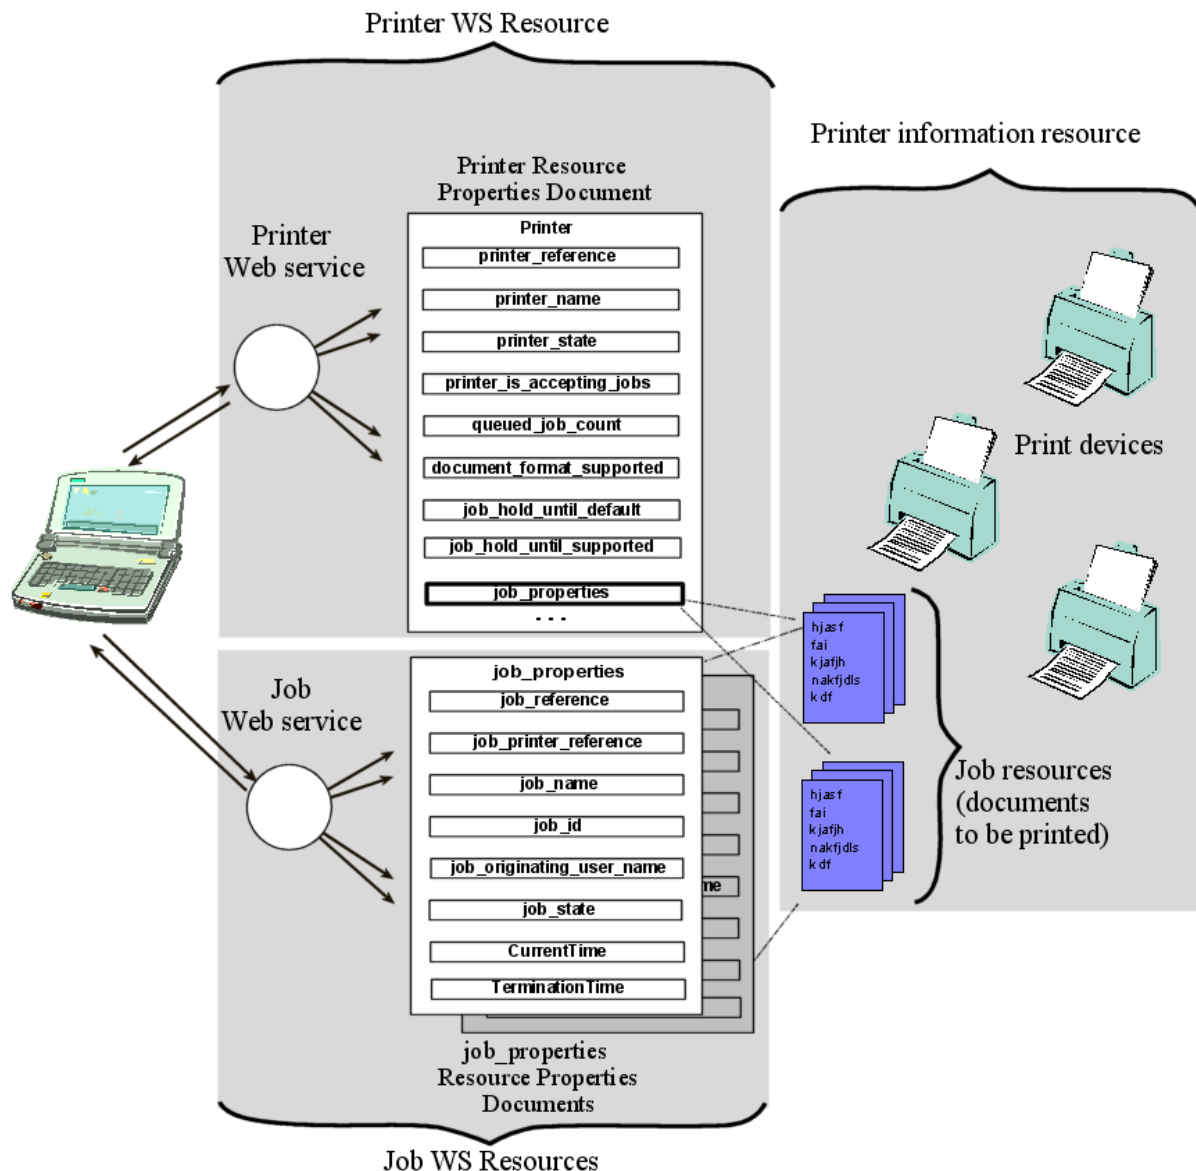 Printer WS Resource
Printer information resource
Printer Resource
Properties Document
Printer
Web service
Printer
printer_reference
printer_name
printer_state
printer_is_accepting_jobs
queued_job_count
document_format_supported
job_hold_until_default
job_hold_until_supported
job_properties
...
Print devices
hjasf
fai
kjafjh
nakfjdls
kdf
Job
Web service
job_properties
job_reference
job_printer_reference
job_name
job_id
job_originating_user_name
job_state
CurrentTime
TerminationTime
me
hjasf
fai
kjafjh
nakfjdls
kdf
Job resources
(documents
to be printed)
job_properties
Resource Properties
Documents
Job WS Resources